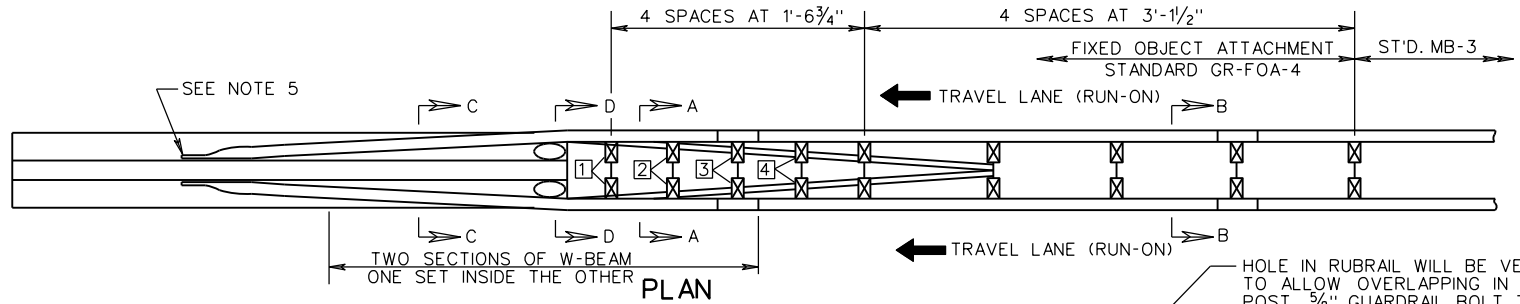 4 SPACES AT 1'-6¾"
4 SPACES AT 3'-1½"
FIXED OBJECT ATTACHMENT
STANDARD GR-FOA-4
ST'D. MB-3
SEE NOTE 5
C
D
A
TRAVEL LANE (RUN-ON)
B
1
2
3
4
C
D
A
B
TRAVEL LANE (RUN-ON)
TWO SECTIONS OF W-BEAM
ONE SET INSIDE THE OTHER
PLAN
HOLE IN RUBRAIL WILL BE VE
TO ALLOW OVERLAPPING IN
POST. ⅝" GUARDRAIL BOLT